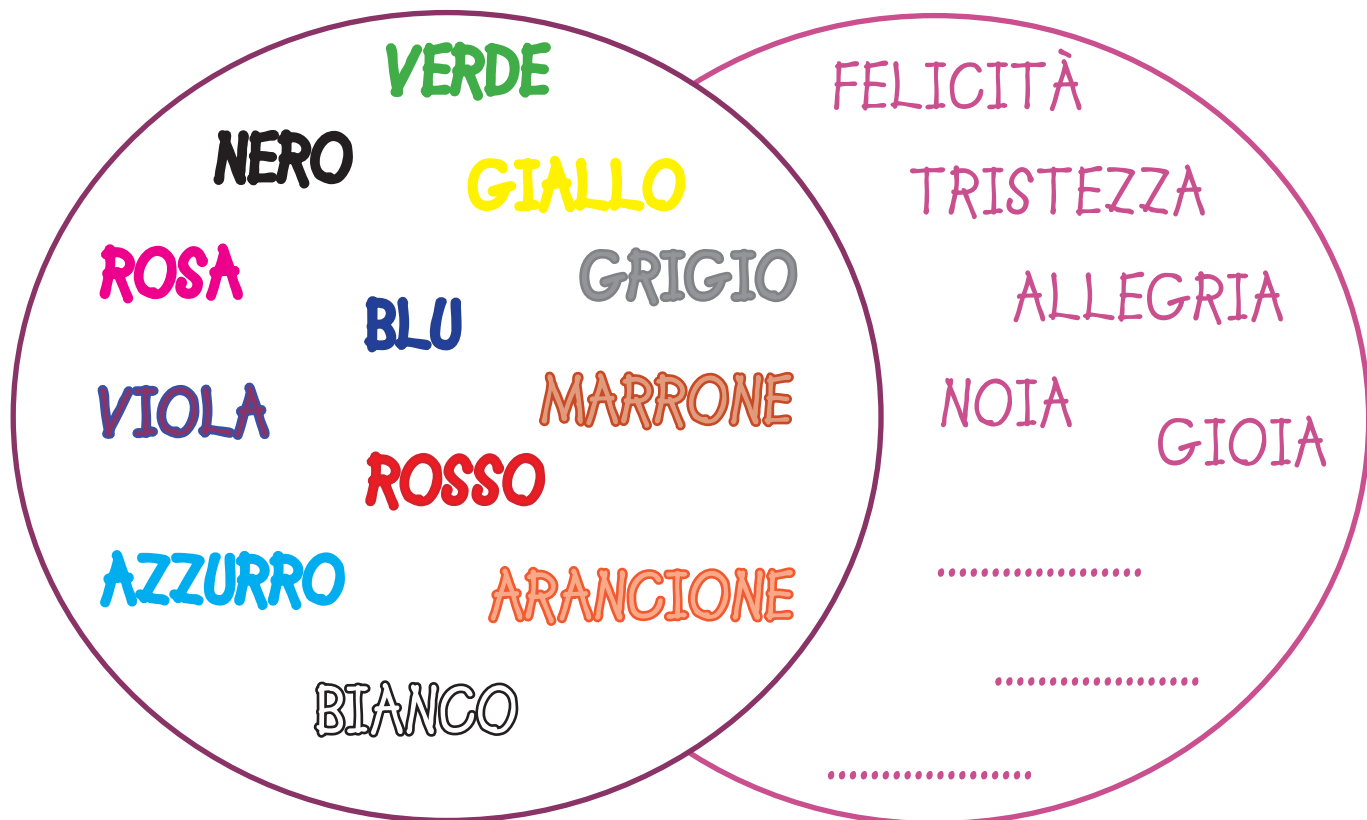 VERDE
NERO
GIALLO
ROSA
GRIGIO
BLU
VIOLA
MARRONE
ROSSO
AZZURRO
ARANCIONE
BIANCO
FELICITÀ
TRISTEZZA
ALLEGRIA
NOIA
GIOIA
..................
...................
...................